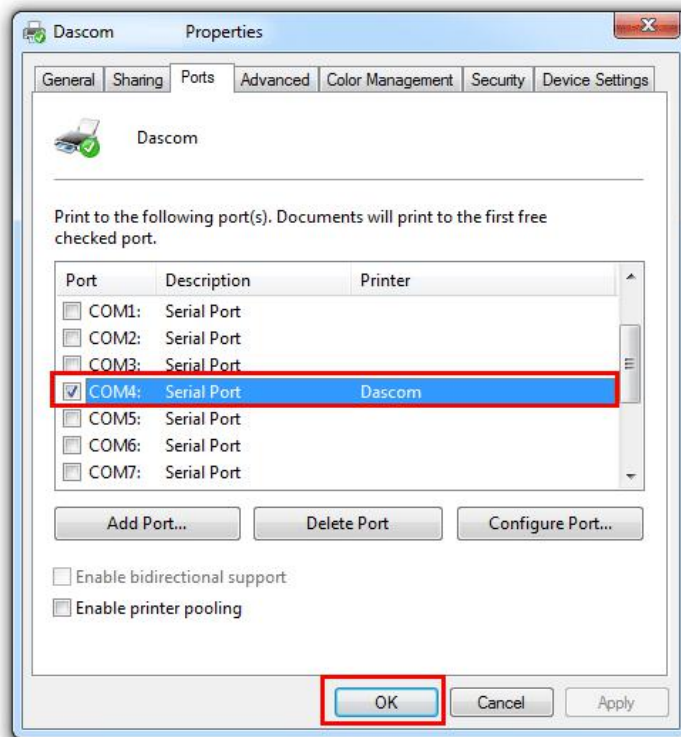 Dascom Properties
General Sharing Ports Advanced Color Management Security Device Settings
Dascom
Print to the following port(s). Documents will print to the first free
checked port.
Port Description Printer
COM1: Serial Port
COM2: Serial Port
COM3: Serial Port
COM4: Serial Port Dascom
COM5: Serial Port
COM6: Serial Port
COM7: Serial Port
Add Port... Delete Port Configure Port...
Enable bidirectional support
Enable printer pooling
OK Cancel Apply